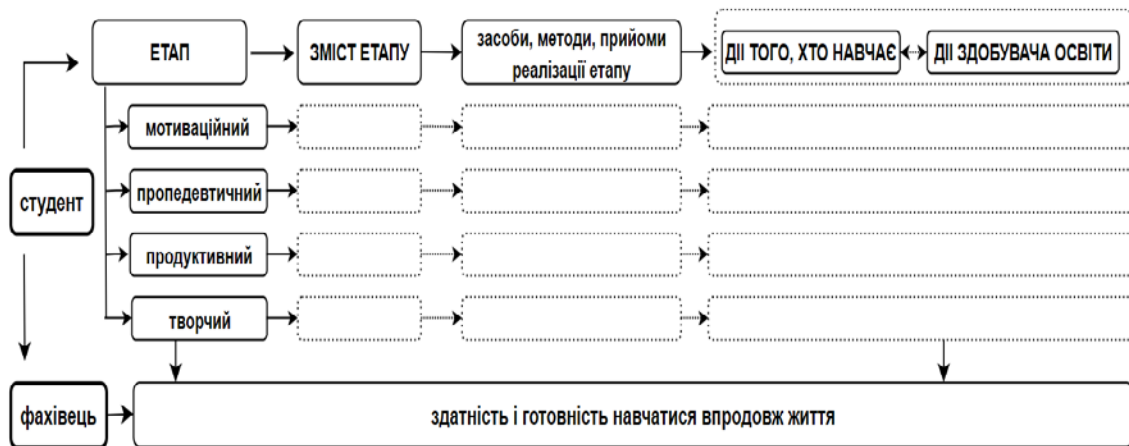 ЕТАП
ЗМІСТ ЕТАПУ
засоби, методи, прийоми
реалізації етапу
ДІЇ ТОГО, ХТО НАВЧАЄ
ДІЇ ЗДОБУВАЧА ОСВІТИ
мотиваційний
пропедевтичний
студент
продуктивний
творчий
фахівець
здатність і готовність навчатися впродовж життя